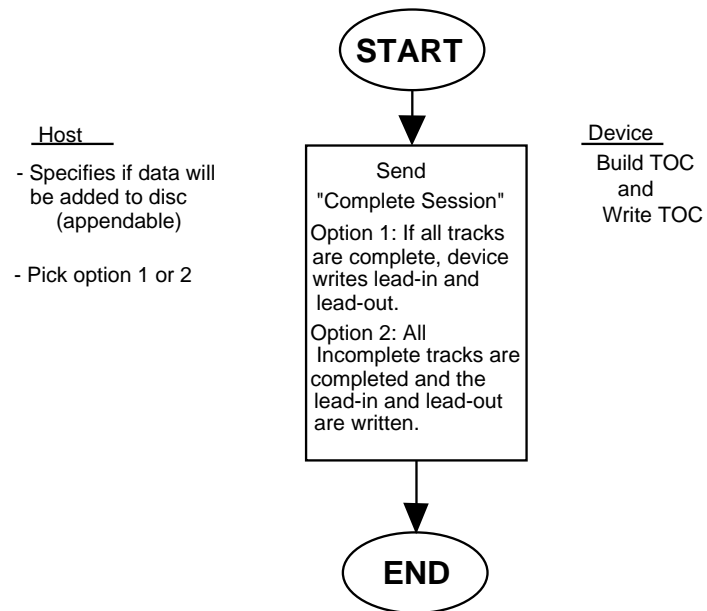 START
Host
- Specifies if data will
be added to disc
(appendable)
- Pick option 1 or 2
Send
"Complete Session"
Option 1: If all tracks
are complete, device
writes lead-in and
lead-out.
Option 2: All
Incomplete tracks are
completed and the
lead-in and lead-out
are written.
Device
Build TOC
and
Write TOC
END